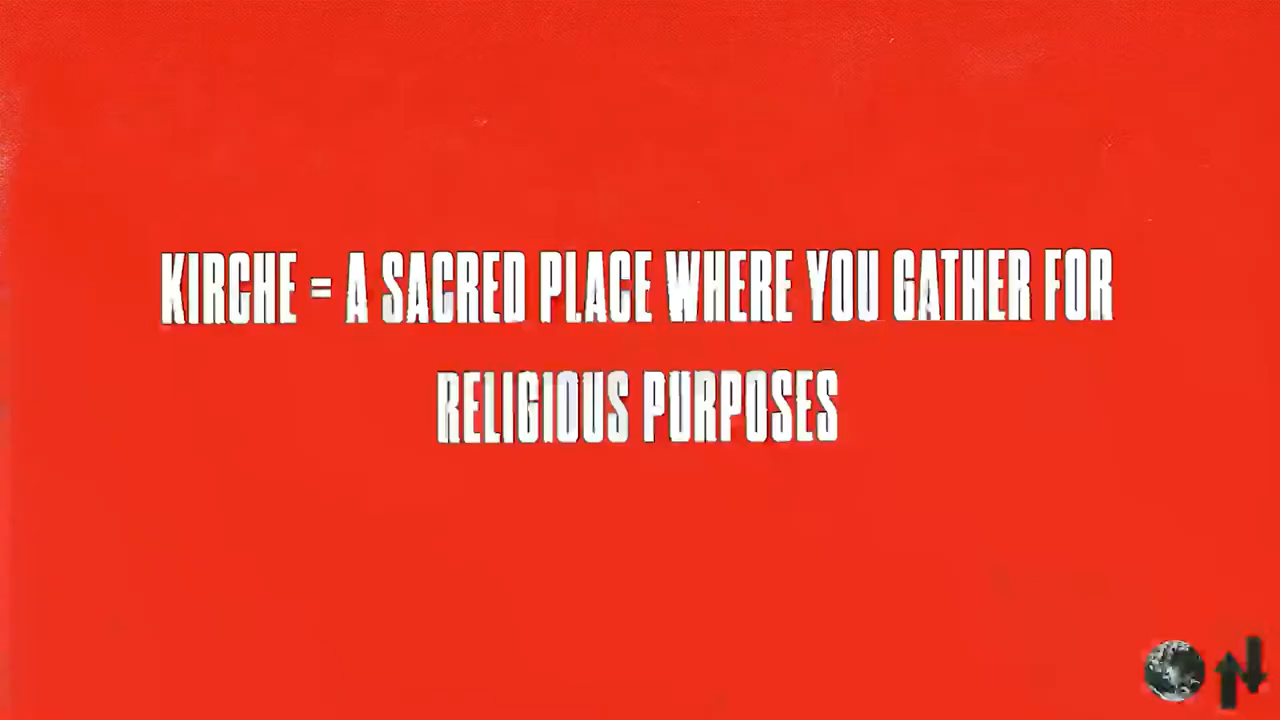 KIRCHE = A SACRED PLACE WHERE YOU GATHER FOR
RELIGIOUS PURPOSES